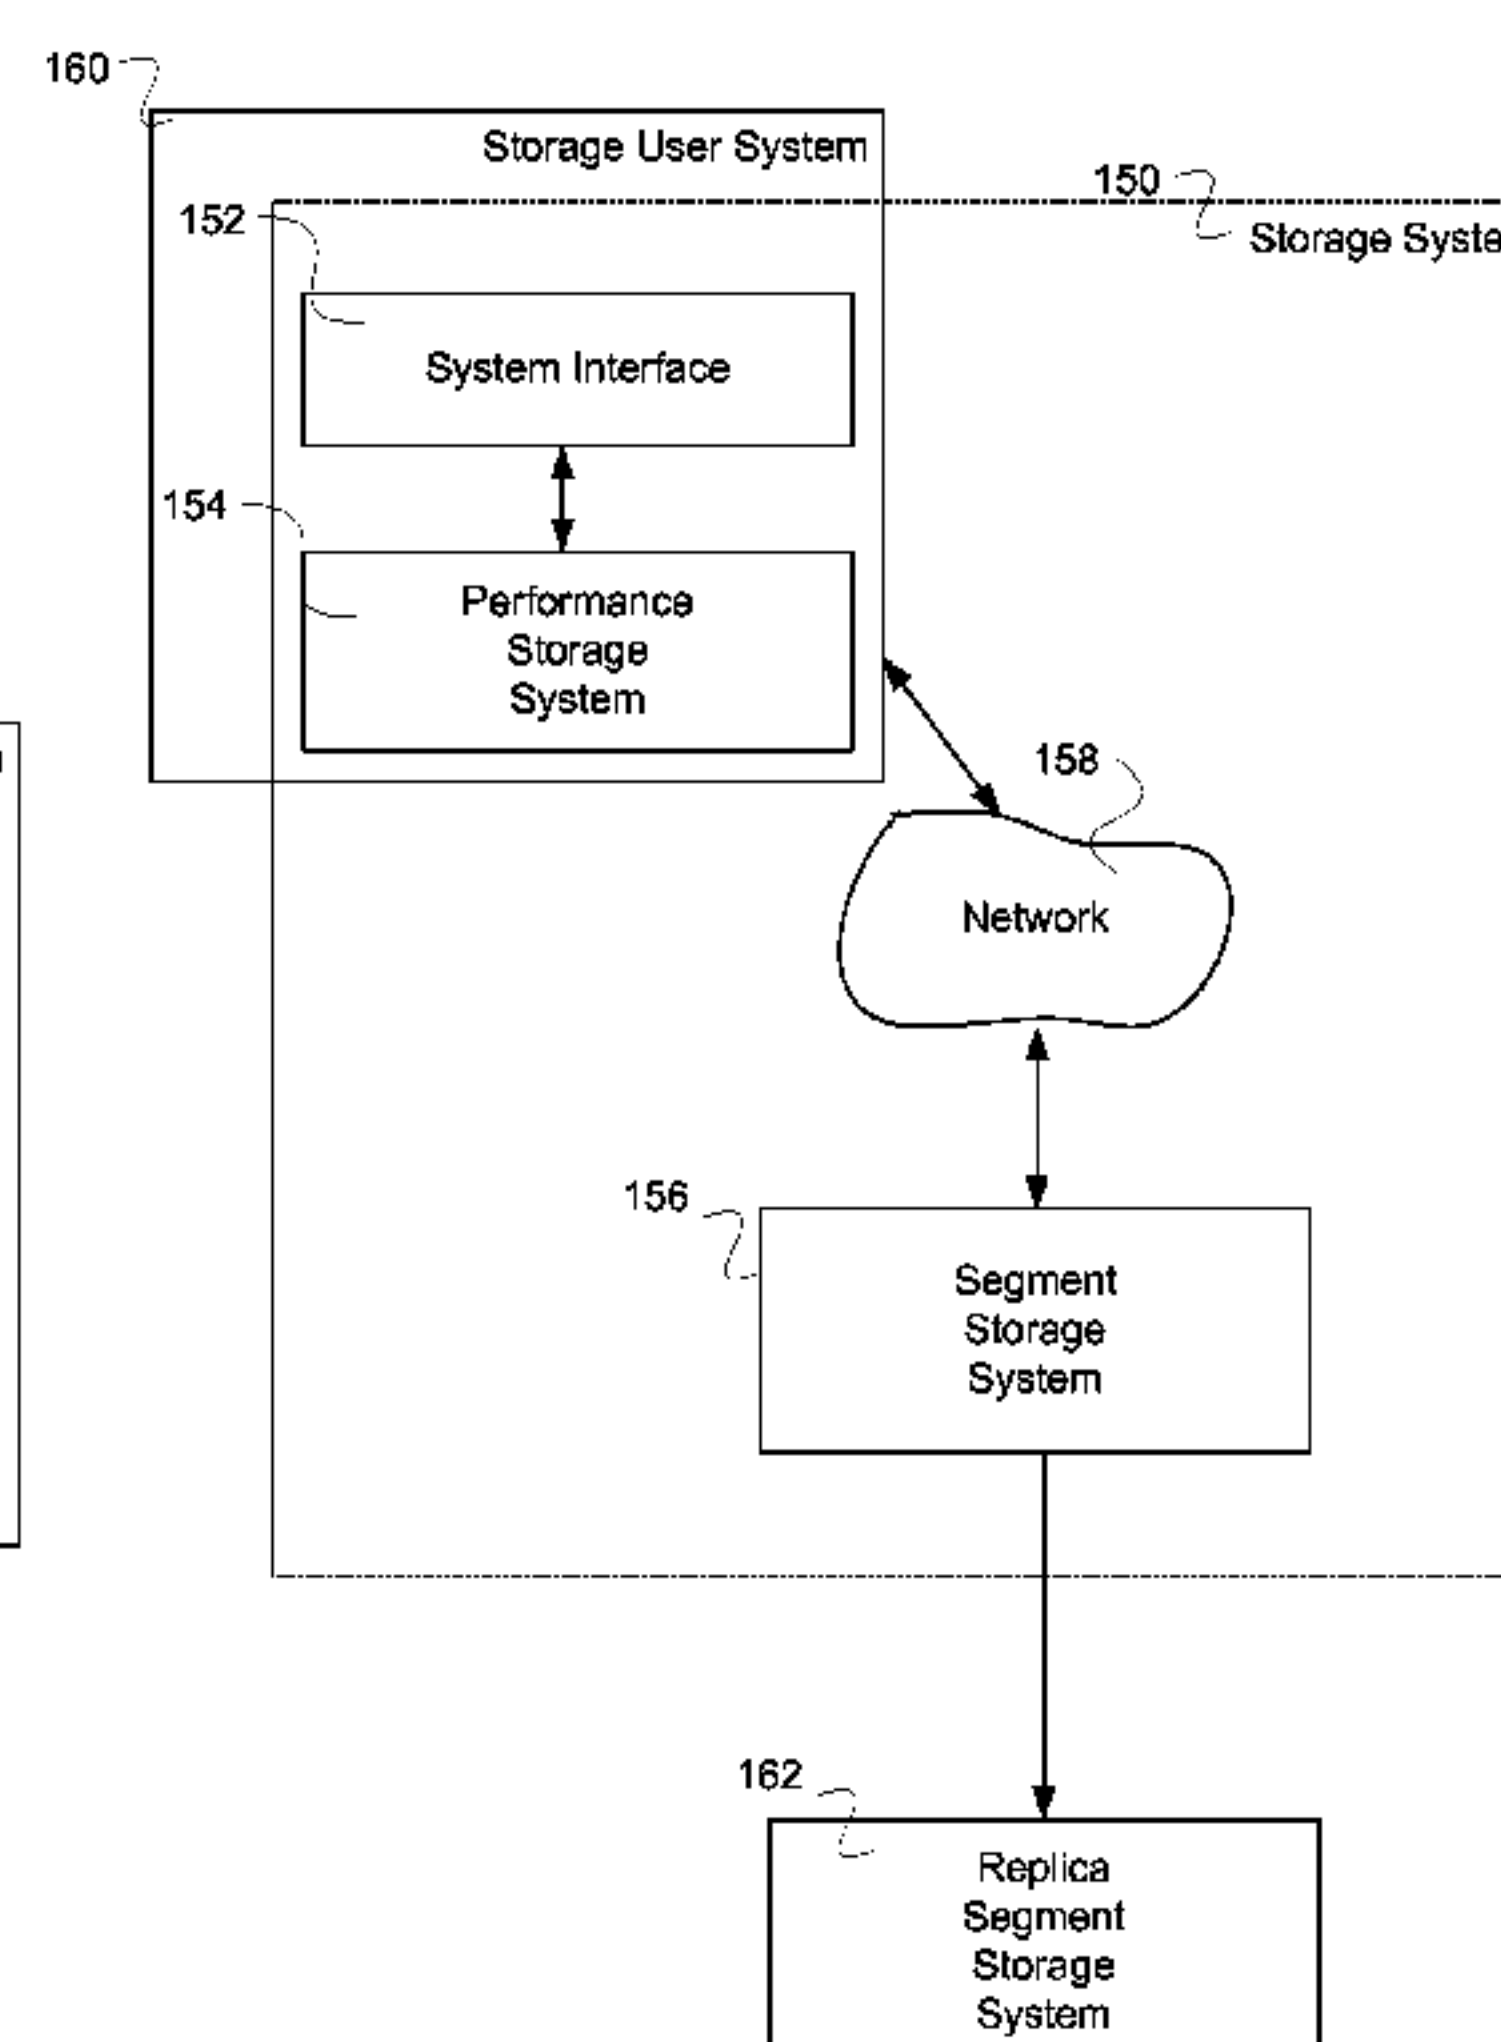 160
Storage User System
150
152
Storage Syste
System Interface
154
Performance
Storage
System
158
Network
156
Segment
Storage
System
162
Replica
Segment
Storage
System